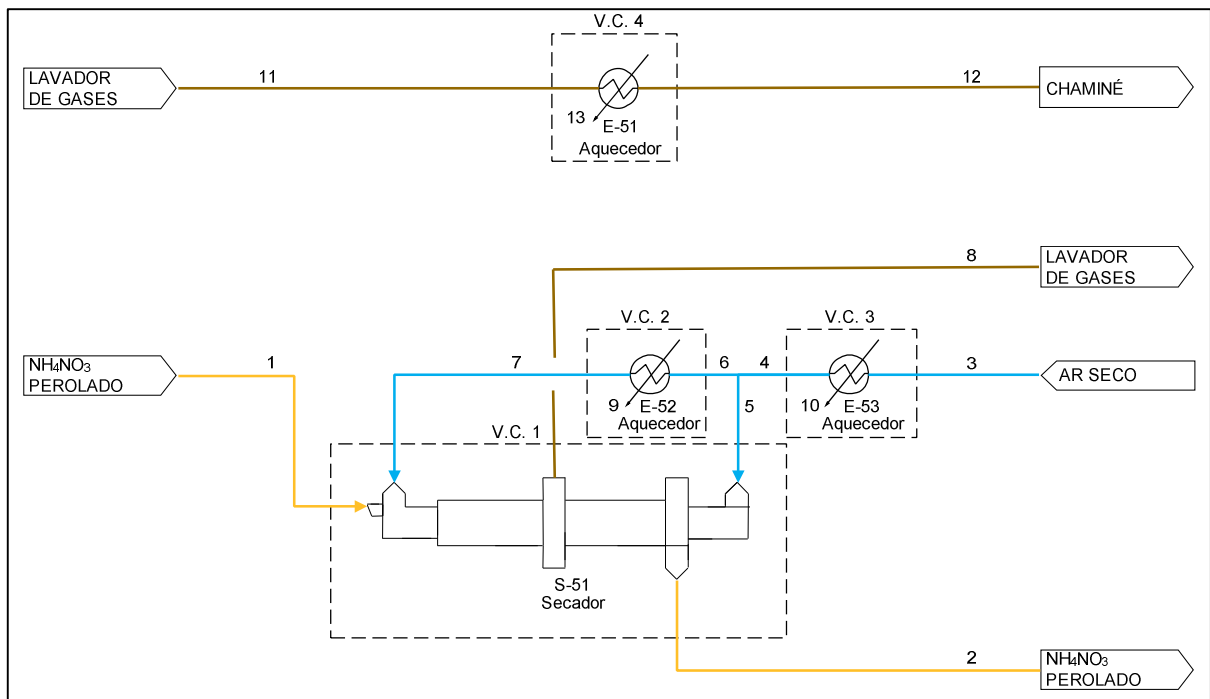 V.C. 4
LAVADOR
DE GASES
11
12
CHAMINÉ
13
E-51
Aquecedor
8
LAVADOR
DE GASES
V.C. 2
V.C. 3
NH₄NO₃
PEROLADO
1
7
6
4
3
AR SECO
9
E-52
Aquecedor
5
10
E-53
Aquecedor
V.C. 1
S-51
Secador
2
NH₄NO₃
PEROLADO